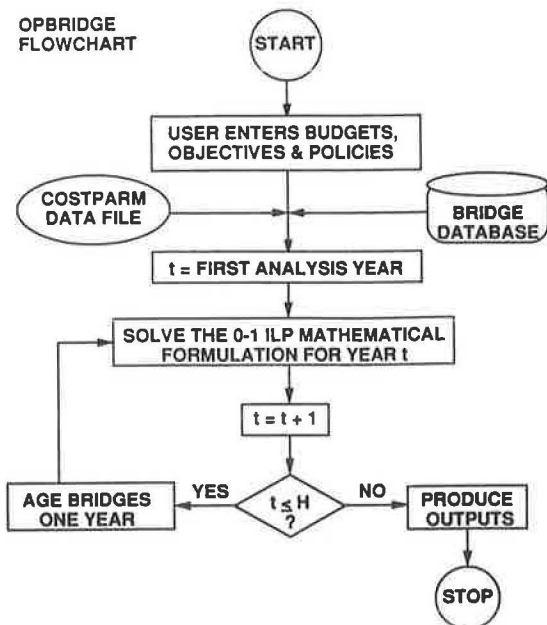 OPBRIDGE
FLOWCHART
START
USER ENTERS BUDGETS,
OBJECTIVES & POLICIES
COSTPARM
DATA FILE
BRIDGE
DATABASE
t = FIRST ANALYSIS YEAR
SOLVE THE 0-1 ILP MATHEMATICAL
FORMULATION FOR YEAR t
t = t + 1
t ≤ H
?
YES
NO
AGE BRIDGES
ONE YEAR
PRODUCE
OUTPUTS
STOP